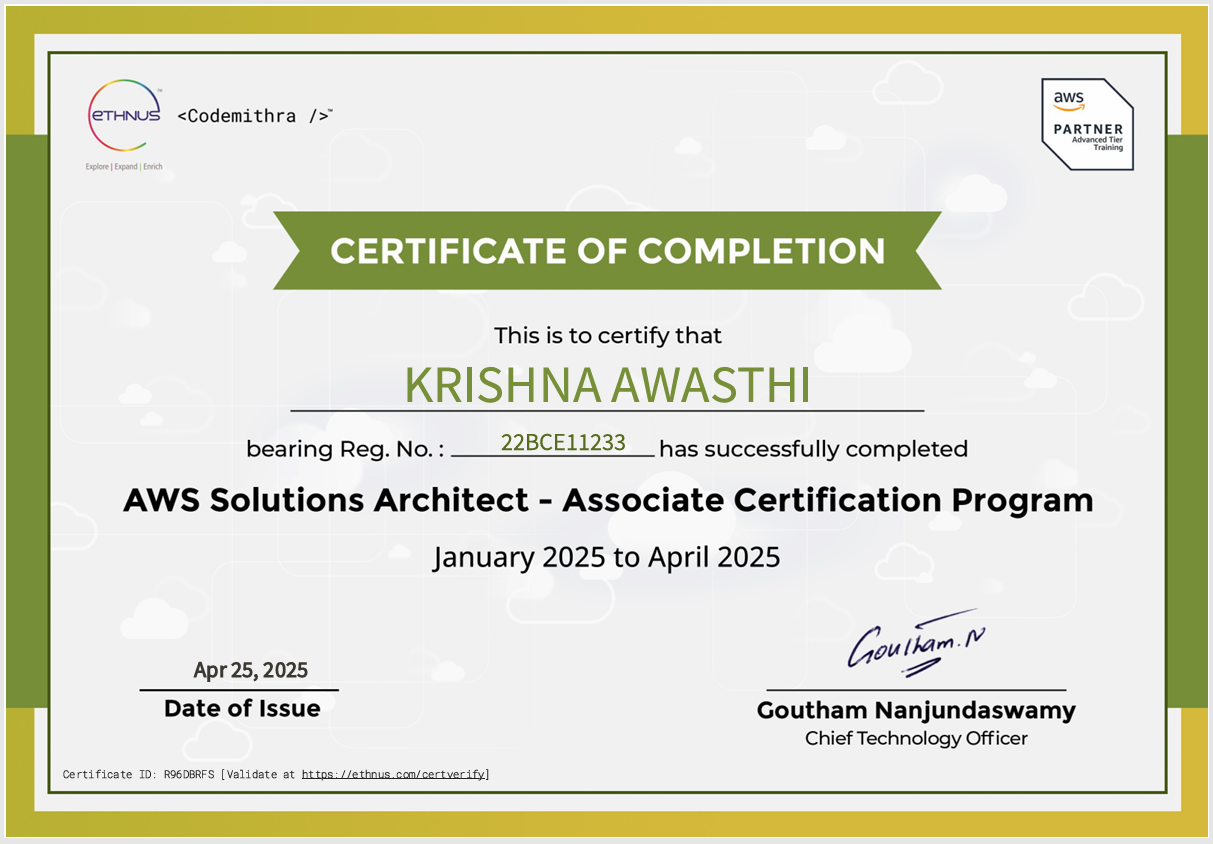 eTHNUS™
<Codemithra />™
Explore | Expand | Enrich
aws
PARTNER
Advanced Tier
Training
CERTIFICATE OF COMPLETION
This is to certify that
KRISHNA AWASTHI
bearing Reg. No. : 22BCE11233 has successfully completed
AWS Solutions Architect - Associate Certification Program
January 2025 to April 2025
Apr 25, 2025
Date of Issue
Goutham. N
Goutham Nanjundaswamy
Chief Technology Officer
Certificate ID: R96DBRFS [Validate at https://ethnus.com/certverify]